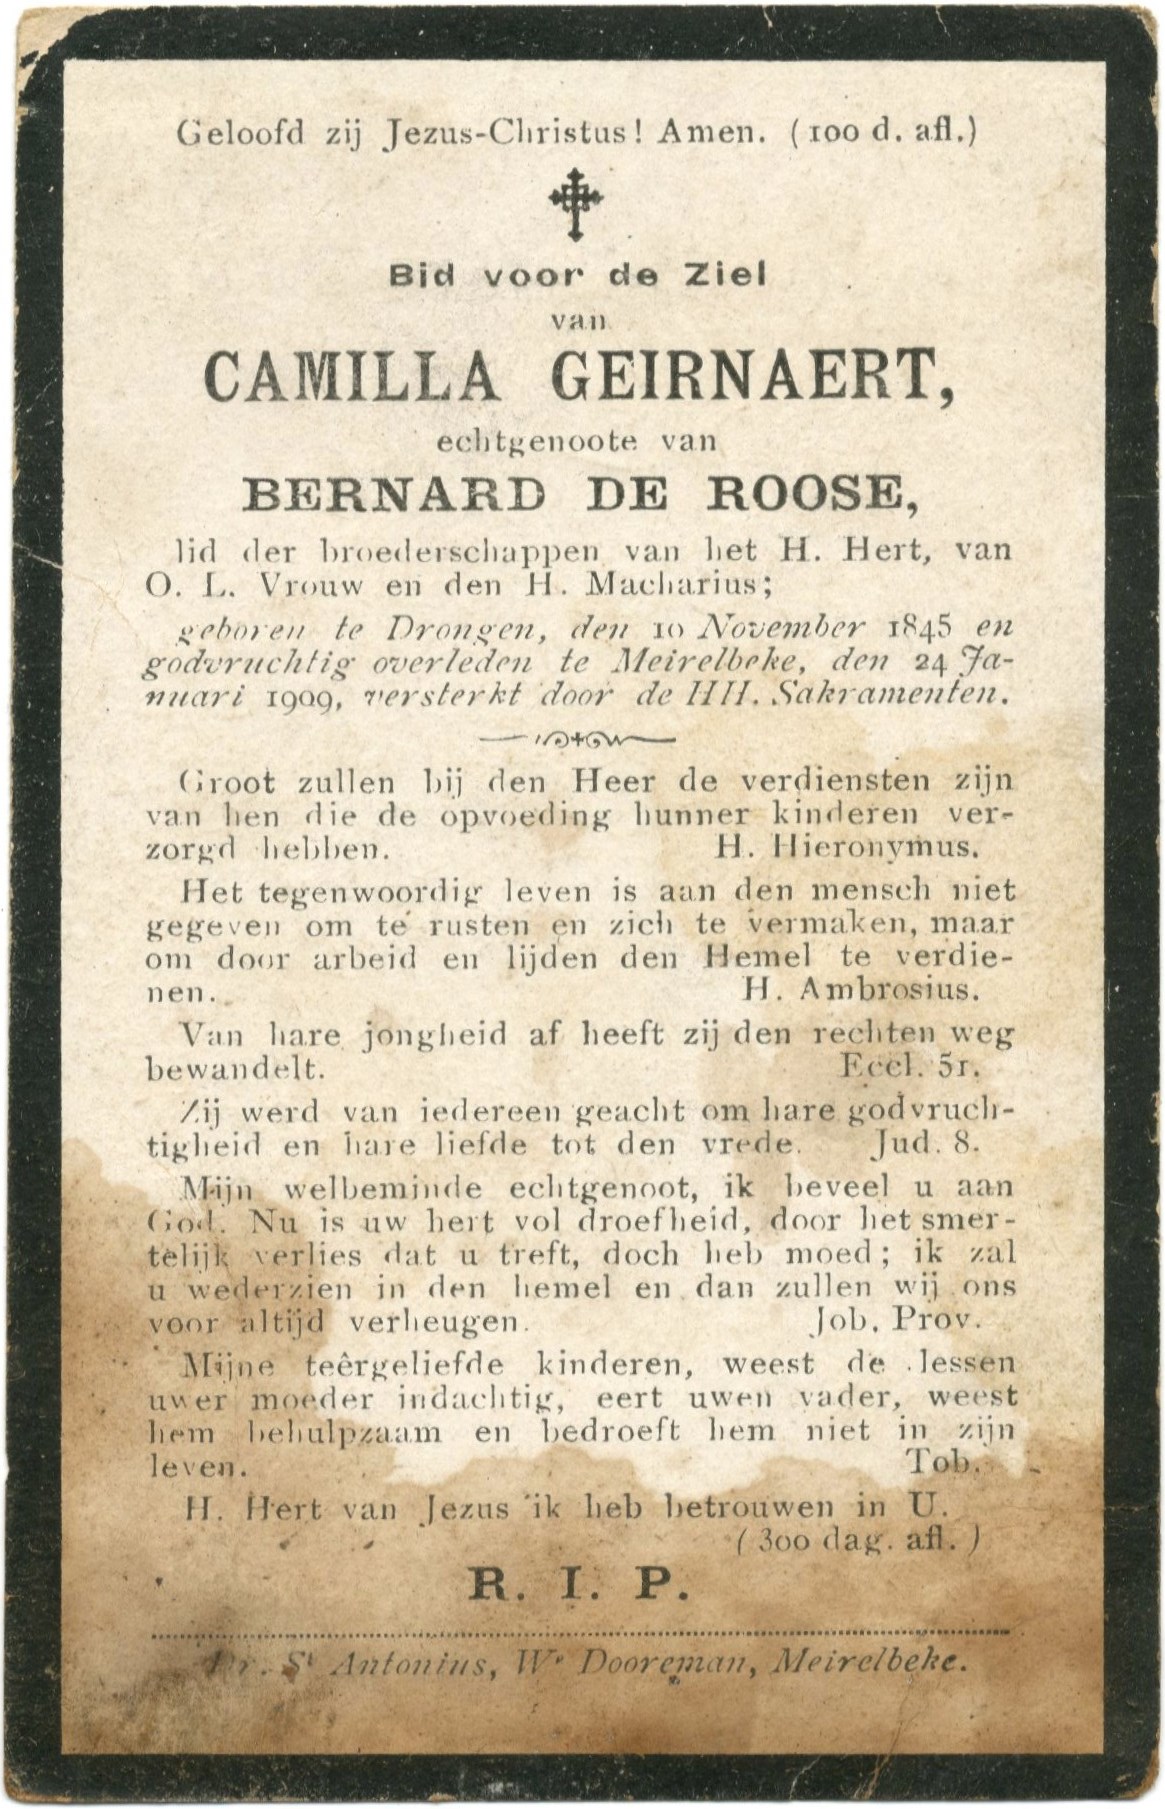 Geloofd zij Jezus-Christus! Amen. (100 d. afl.)
Bid voor de Ziel
van
CAMILLA GEIRNAERT,
echtgenoote van
BERNARD DE ROOSE,
lid der broederschappen van het H. Hert, van
O. L. Vrouw en den H. Macharius;
geboren te Drongen, den 10 November 1845 en
godvruchtig overleden te Meirelbeke, den 24 Ja-
nuari 1909, versterkt door de HH. Sakramenten.
Groot zullen bij den Heer de verdiensten zijn
van hen die de opvoeding hunner kinderen ver-
zorgd hebben. H. Hieronymus.
Het tegenwoordig leven is aan den mensch niet
gegeven om te rusten en zich te vermaken, maar
om door arbeid en lijden den Hemel te verdie-
nen. H. Ambrosius.
Van hare jongheid af heeft zij den rechten weg
bewandelt. Eccl. 51.
Zij werd van iedereen geacht om hare godvruch-
tigheid en hare liefde tot den vrede. Jud. 8.
Mijn welbeminde echtgenoot, ik beveel u aan
God. Nu is uw hert vol droefheid, door het smer-
telijk verlies dat u treft, doch heb moed; ik zal
u wederzien in den hemel en dan zullen wij ons
voor altijd verheugen. Job. Prov.
Mijne teêrgeliefde kinderen, weest de lessen
uwer moeder indachtig, eert uwen vader, weest
hem behulpzaam en bedroeft hem niet in zijn
leven. Tob.
H. Hert van Jezus ik heb betrouwen in U.
(300 dag. afl.)
R. I. P.
Dr. St Antonius, We Dooreman, Meirelbeke.